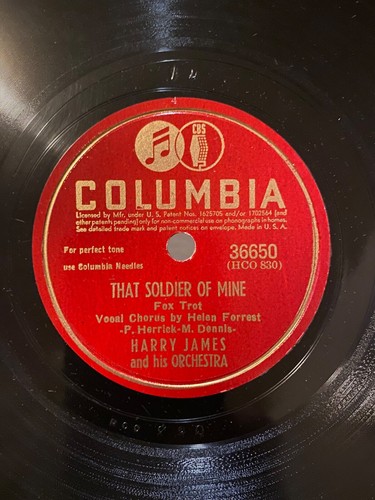 CBS
COLUMBIA
Licensed by Mfr. under U. S. Patent Nos. 1625705 and/or 1702564 (and
other patents pending) only for non-commercial use on phonographs in homes.
See detailed trade mark and patent notices on envelope. Made in U. S. A.
For perfect tone
use Columbia Needles
36650
(HCO 830)
THAT SOLDIER OF MINE
Fox Trot
Vocal Chorus by Helen Forrest
-P. Herrick-M. Dennis-
HARRY JAMES
and his ORCHESTRA